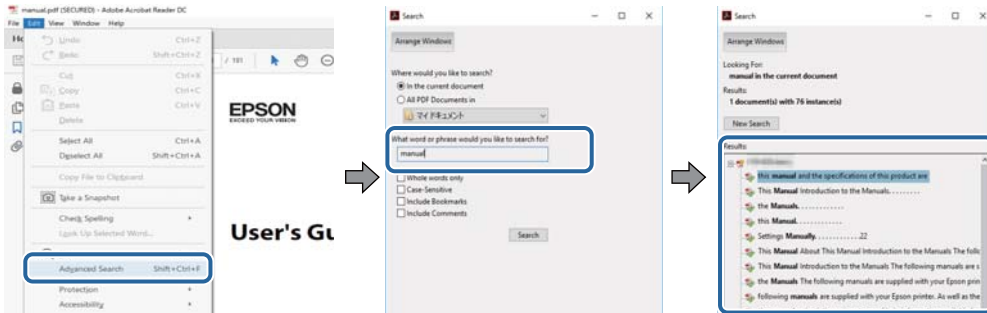 manual.pdf (SECURED) - Adobe Acrobat Reader DC
File Edit View Window Help
Undo Ctrl+Z
Redo Shift+Ctrl+Z
Cut Ctrl+X
Copy Ctrl+C
Paste Ctrl+V
Delete
Select All Ctrl+A
Deselect All Shift+Ctrl+A
Copy File to Clipboard
Take a Snapshot
Check Spelling
Look Up Selected Word...
Advanced Search Shift+Ctrl+F
Protection
Accessibility
/ 181
EPSON
EXCEED YOUR VISION
User's Gu
Search
Arrange Windows
Where would you like to search?
In the current document
All PDF Documents in
マイ ドキュメント
What word or phrase would you like to search for?
manual
Whole words only
Case-Sensitive
Include Bookmarks
Include Comments
Search
Search
Arrange Windows
Looking For:
manual in the current document
Results:
1 document(s) with 76 instance(s)
New Search
Results:
this manual and the specifications of this product are
This Manual Introduction to the Manuals. . . . . . . . .
the Manuals. . . . . . . . . . . . .
this Manual. . . . . . . . . . . . .
Settings Manually. . . . . . . . . . . . .22
This Manual About This Manual Introduction to the Manuals The follo
This Manual Introduction to the Manuals The following manuals are s
the Manuals The following manuals are supplied with your Epson prin
following manuals are supplied with your Epson printer. As well as the